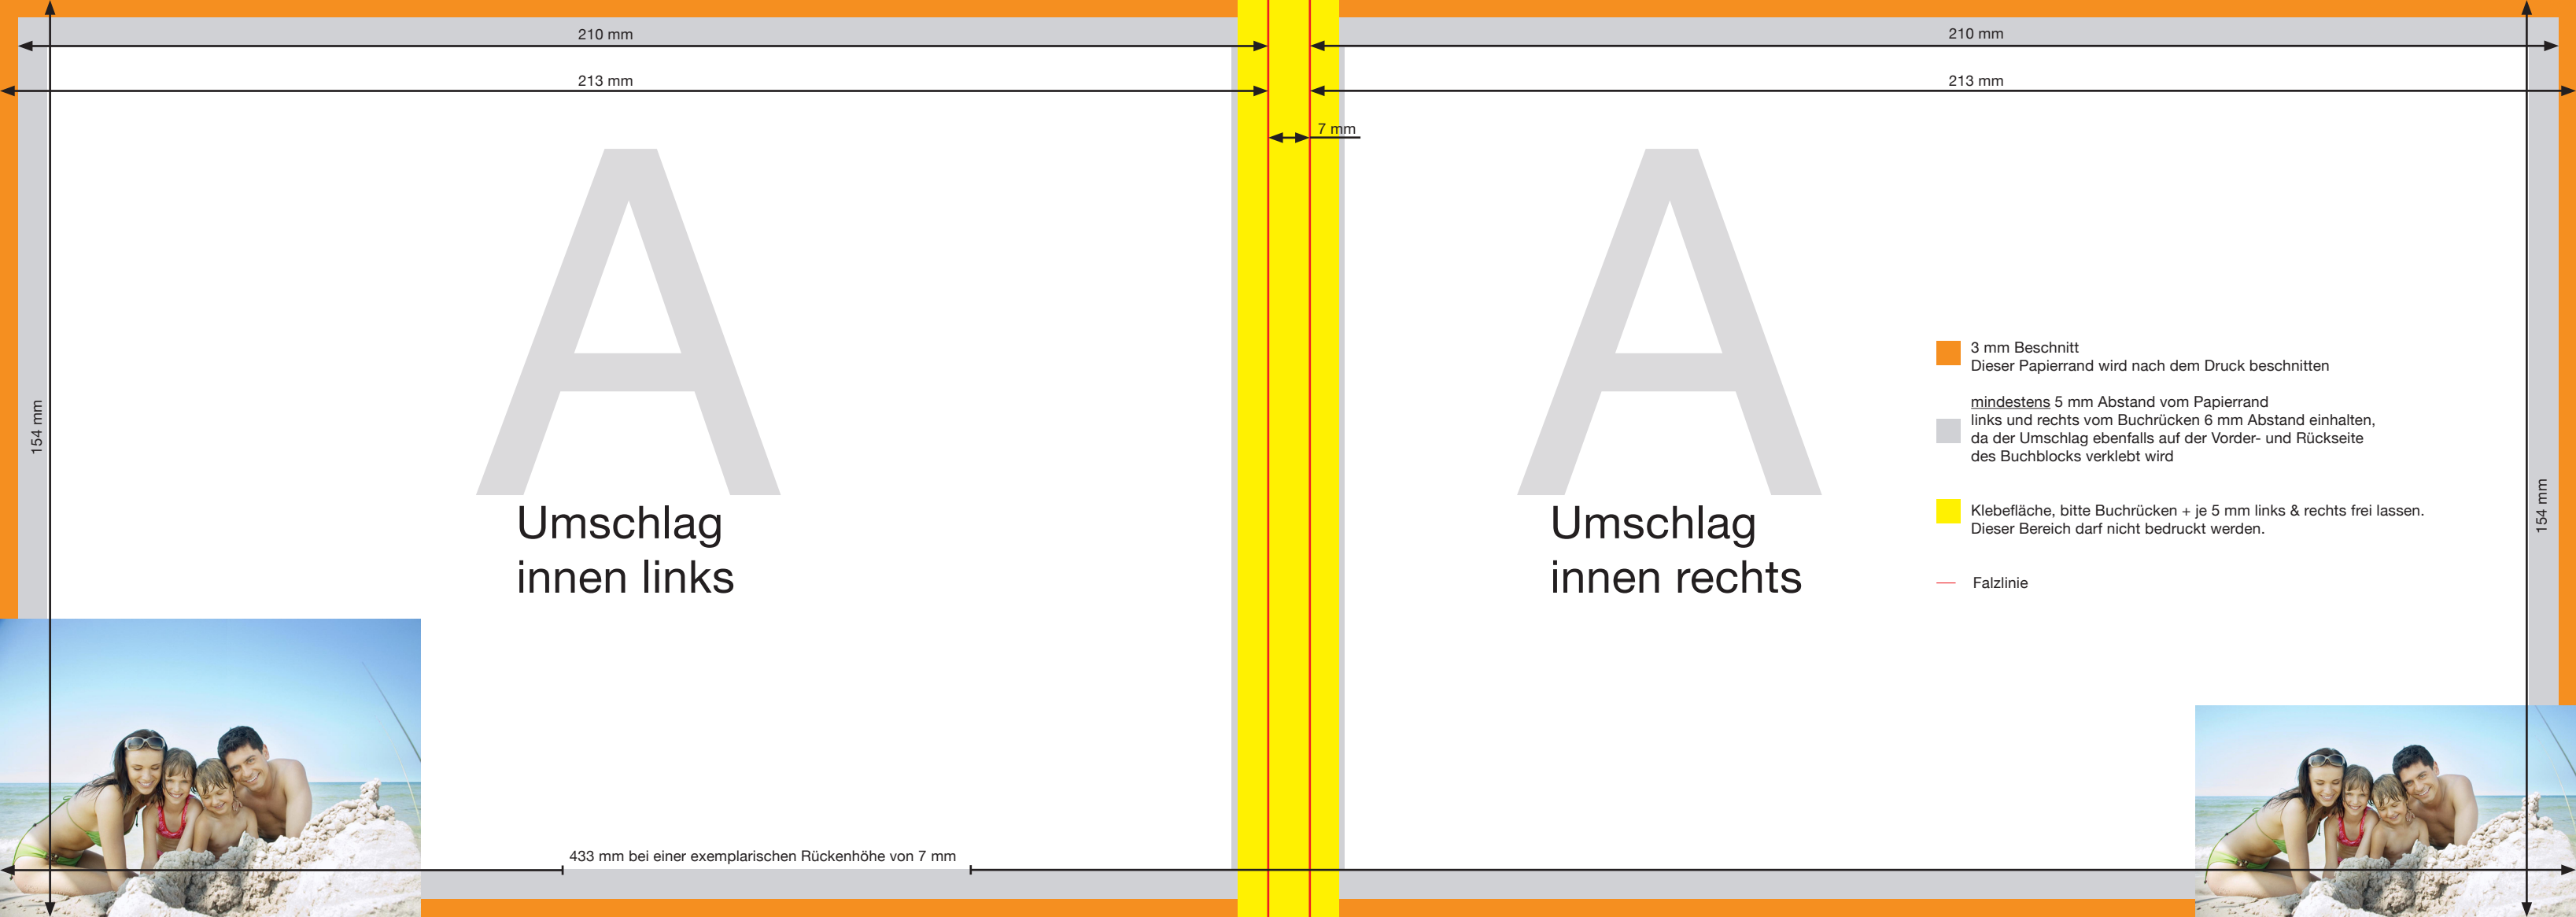 210 mm
210 mm
213 mm
213 mm
7 mm
A
A
Umschlag
innen links
Umschlag
innen rechts
3 mm Beschnitt
Dieser Papierrand wird nach dem Druck beschnitten
mindestens 5 mm Abstand vom Papierrand
links und rechts vom Buchrücken 6 mm Abstand einhalten,
da der Umschlag ebenfalls auf der Vorder- und Rückseite
des Buchblocks verklebt wird
Klebefläche, bitte Buchrücken + je 5 mm links & rechts frei lassen.
Dieser Bereich darf nicht bedruckt werden.
Falzlinie
154 mm
154 mm
433 mm bei einer exemplarischen Rückenhöhe von 7 mm